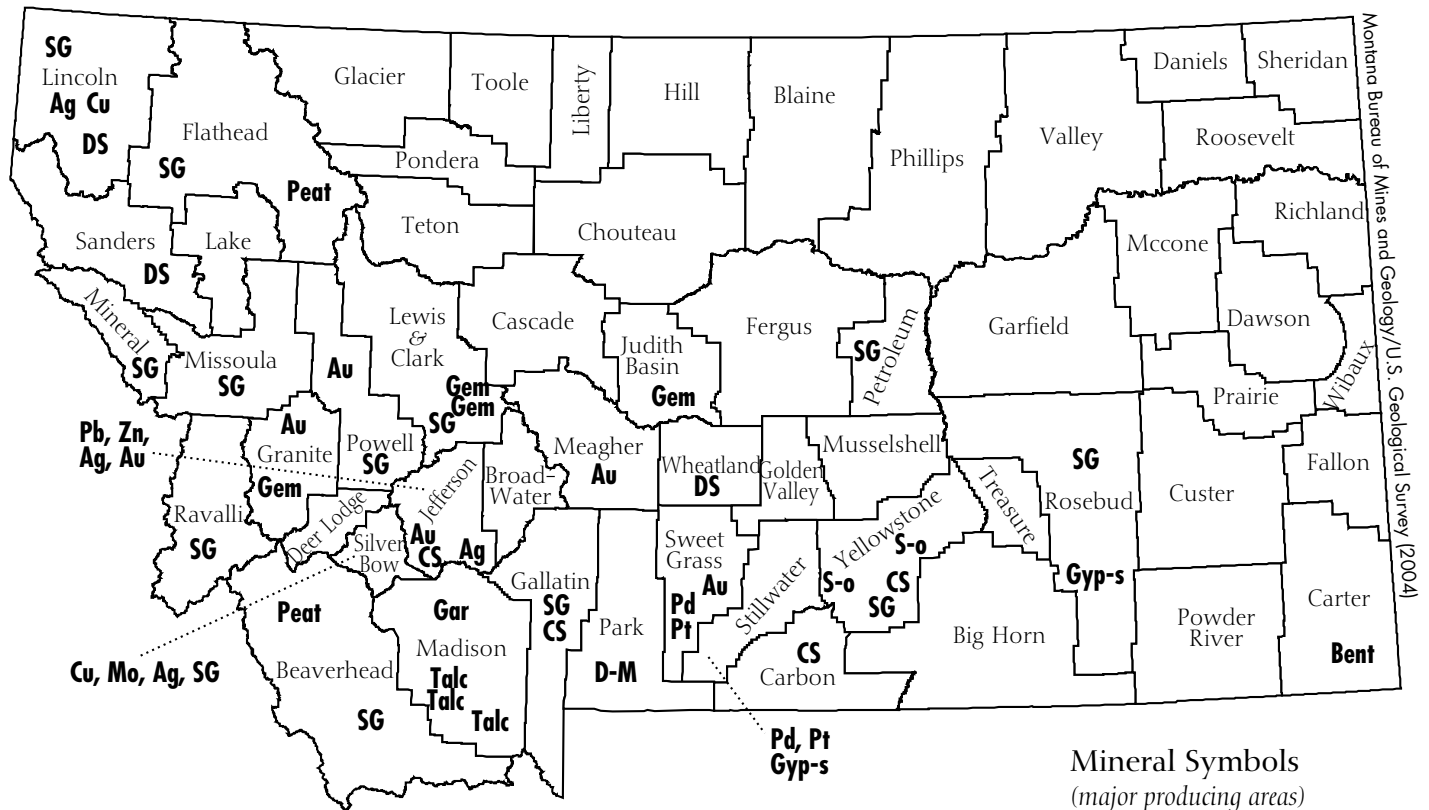 SG
Lincoln
Ag Cu
DS
Flathead
SG
Peat
Glacier
Toole
Liberty
Hill
Blaine
Phillips
Valley
Daniels
Sheridan
Roosevelt
Richland
Pondera
Teton
Chouteau
Sanders
DS
Lake
Mineral
SG
Missoula
SG
Au
Lewis
&
Clark
Gem
Gem
SG
Cascade
Judith
Basin
Gem
Fergus
SG
Petroleum
Garfield
Mccone
Dawson
Prairie
Wibaux
Pb, Zn,
Ag, Au
Au
Granite
Gem
Powell
SG
Ravalli
SG
Deer Lodge
Silver
Bow
Jefferson
Au
CS
Ag
Broad-
Water
Meagher
Au
Wheatland
DS
Golden
Valley
Musselshell
Treasure
SG
Rosebud
Gyp-s
Custer
Fallon
Cu, Mo, Ag, SG
Peat
Beaverhead
SG
Gar
Madison
Talc
Talc
Talc
Gallatin
SG
CS
Park
D-M
Sweet
Grass
Au
Pd
Pt
Stillwater
Yellowstone
S-o
S-o
CS
SG
CS
Carbon
Big Horn
Powder
River
Carter
Bent
Pd, Pt
Gyp-s
Mineral Symbols
(major producing areas)
Montana Bureau of Mines and Geology/U.S. Geological Survey (2004)